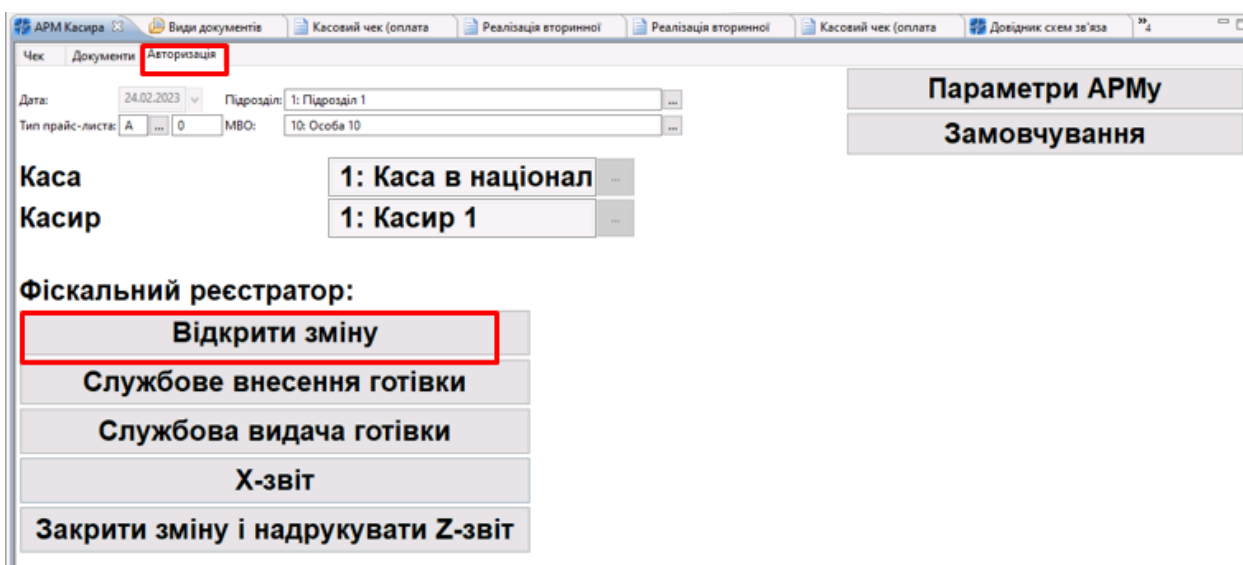 АРМ Касира Види документів Касовий чек (оплата Реалізація вторинної Реалізація вторинної Касовий чек (оплата Довідник схем зв'яза »4
Чек Документи Авторизація
Дата: 24.02.2023 Підрозділ: 1: Підрозділ 1 ...
Тип прайс-листа: А ... 0 МВО: 10: Особа 10 ...
Параметри АРМу
Замовчування
Каса 1: Каса в націонал ...
Касир 1: Касир 1 ...
Фіскальний реєстратор:
Відкрити зміну
Службове внесення готівки
Службова видача готівки
Х-звіт
Закрити зміну і надрукувати Z-звіт